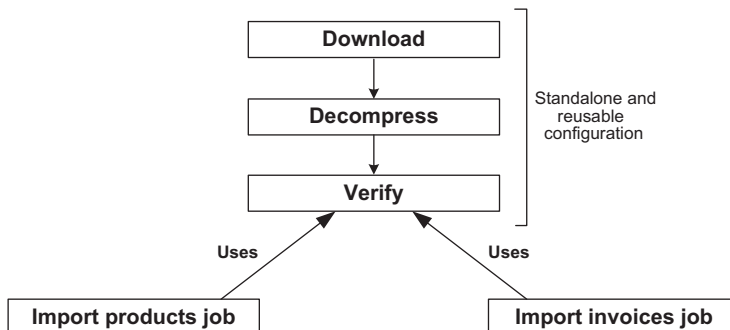 Download
Decompress
Standalone and
reusable
configuration
Verify
Uses
Uses
Import products job
Import invoices job